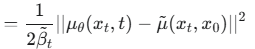 = \frac{1}{2\tilde{\beta}_t} ||\mu_\theta(x_t, t) - \tilde{\mu}(x_t, x_0)||^2